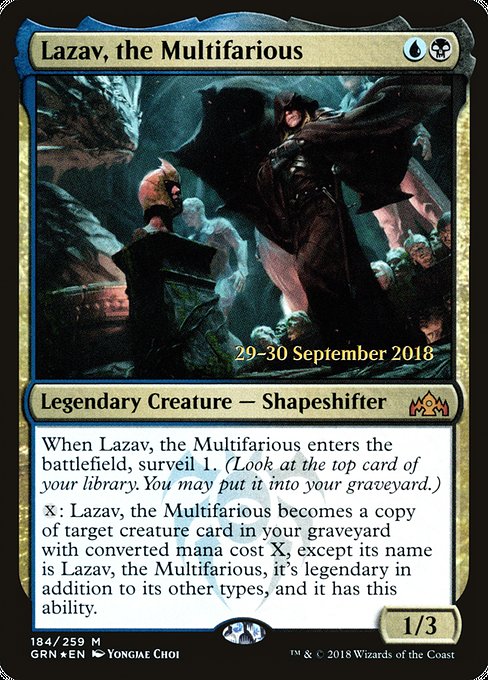 Lazav, the Multifarious
29–30 September 2018
Legendary Creature — Shapeshifter
When Lazav, the Multifarious enters the
battlefield, surveil 1. (Look at the top card of
your library. You may put it into your graveyard.)
X: Lazav, the Multifarious becomes a copy
of target creature card in your graveyard
with converted mana cost X, except its name
is Lazav, the Multifarious, it's legendary in
addition to its other types, and it has this
ability.
1/3
184/259 M
GRN ★ EN Yongjae Choi
™ & © 2018 Wizards of the Coast